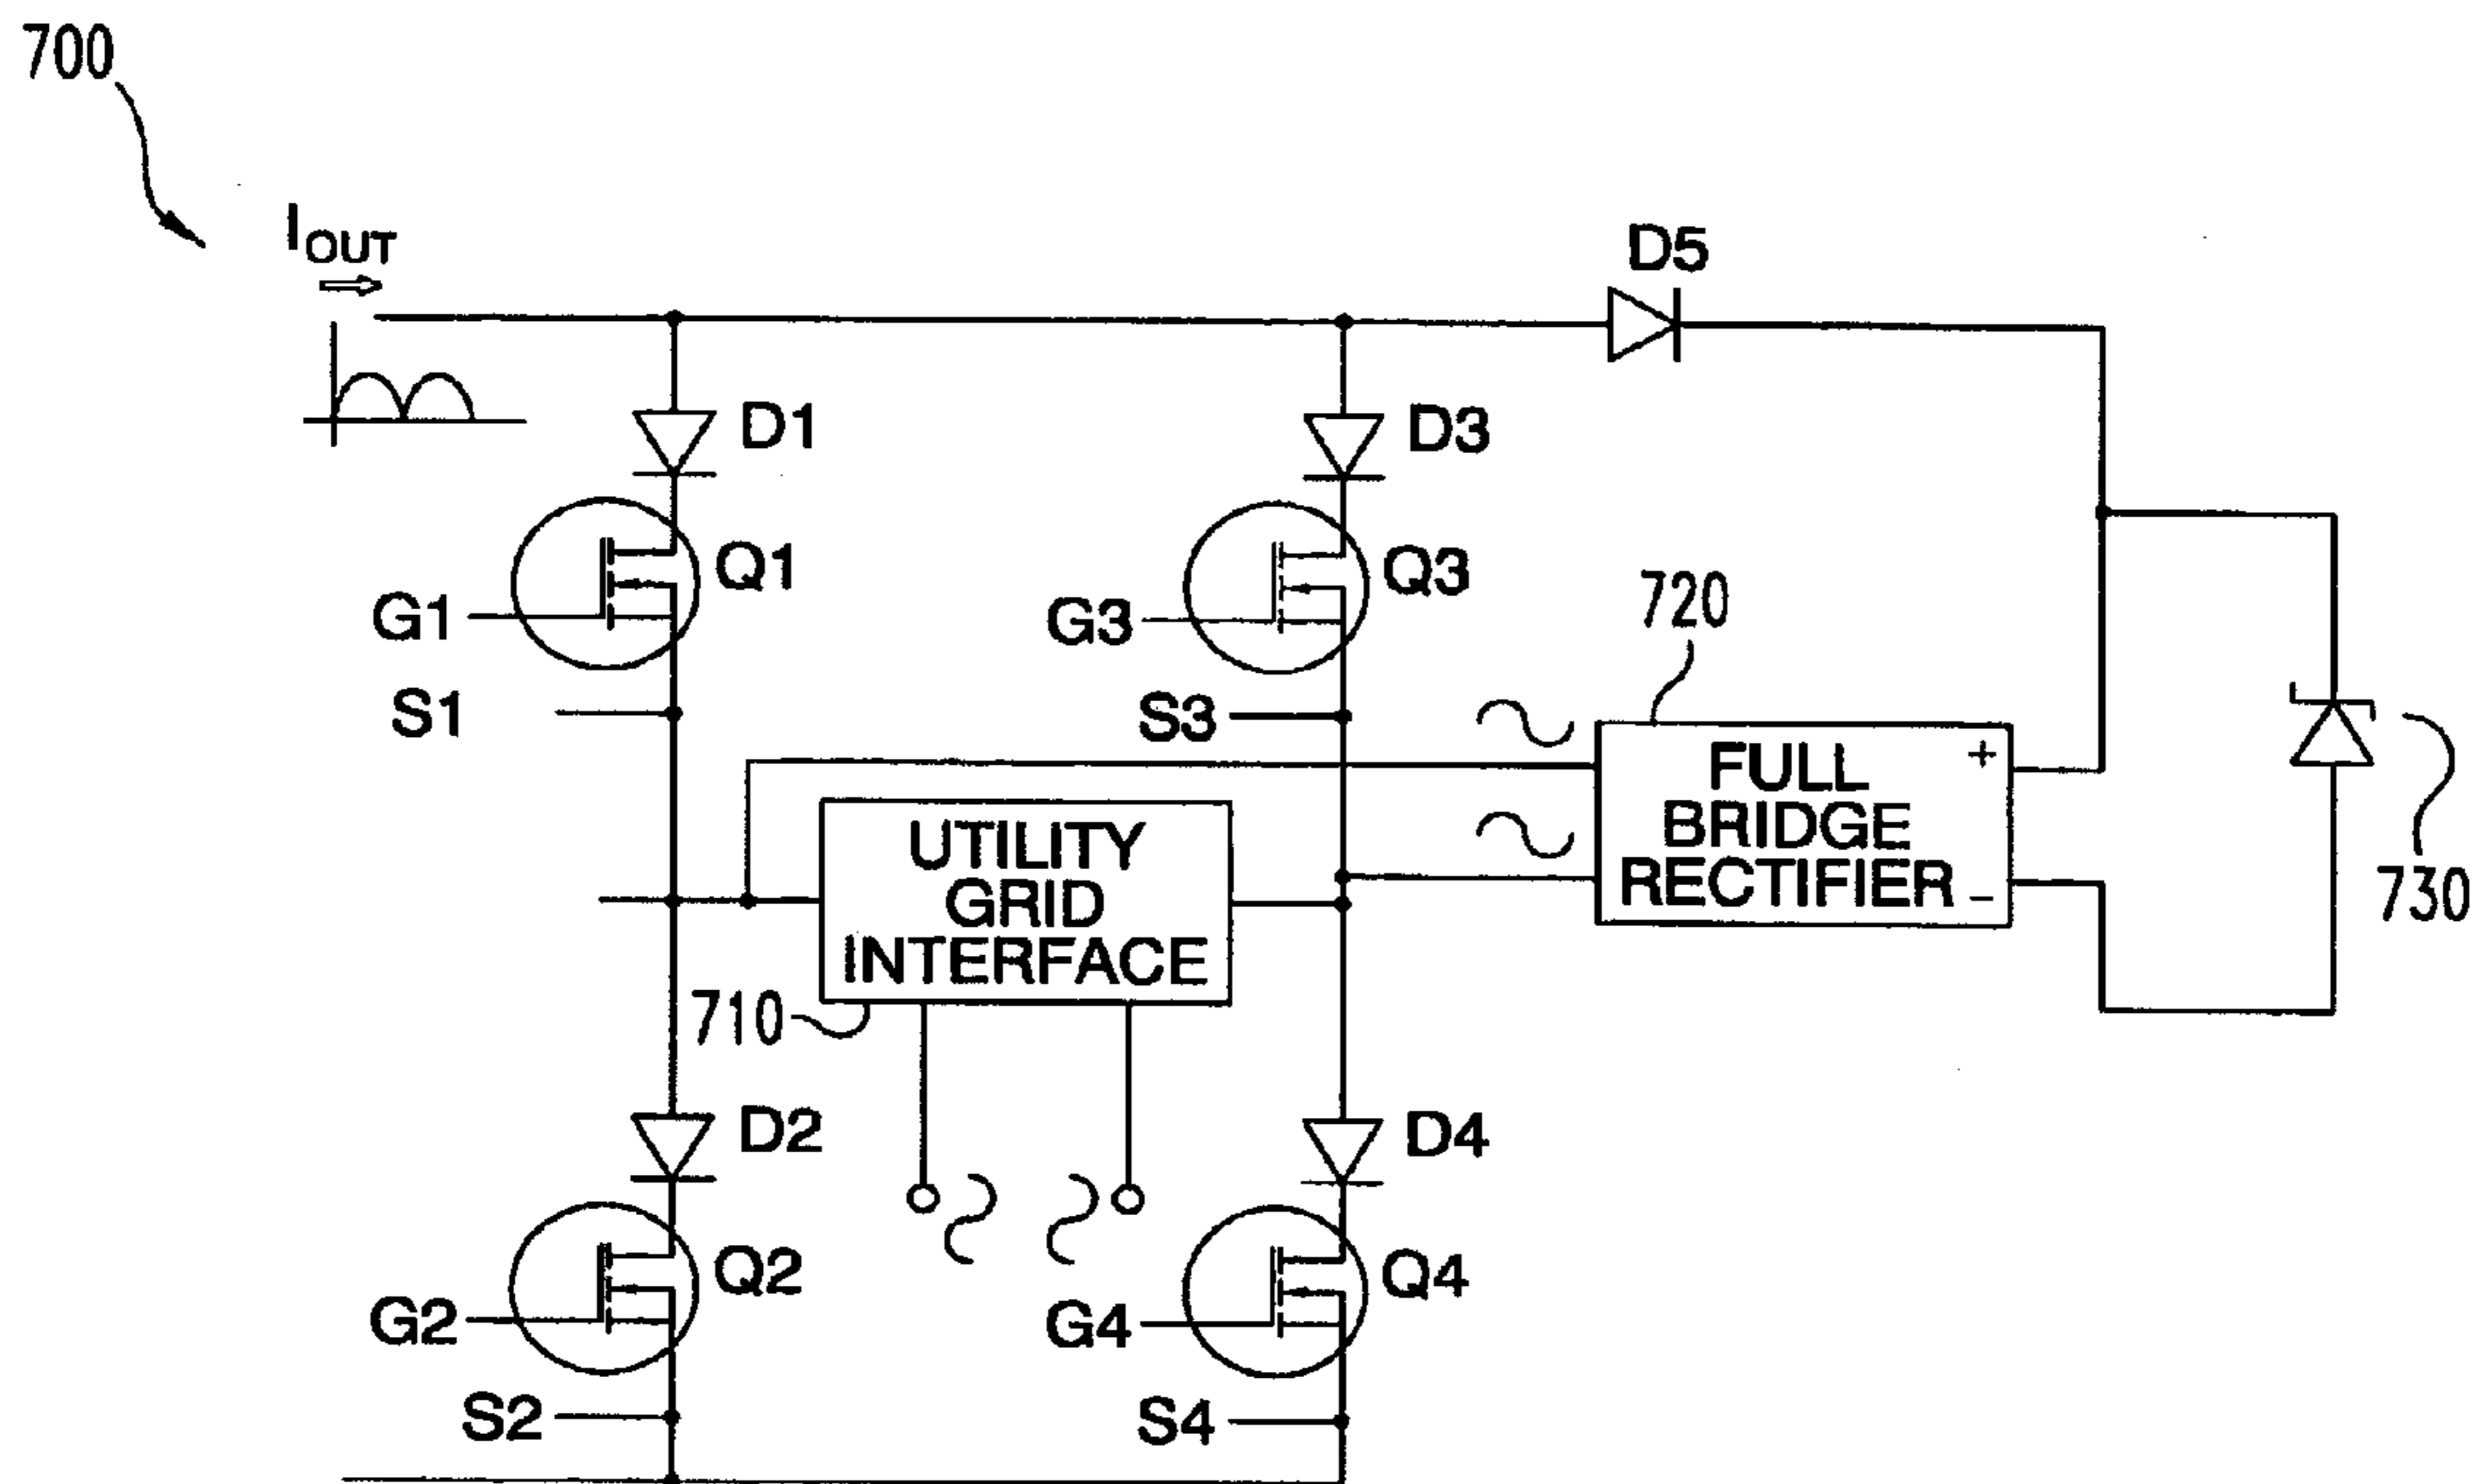 700
I_OUT
D5
D1
D3
Q1
Q3
G1
G3
720
S1
S3
FULL
BRIDGE
RECTIFIER
+
−
UTILITY
GRID
INTERFACE
730
710
D2
D4
Q2
Q4
G2
G4
S2
S4